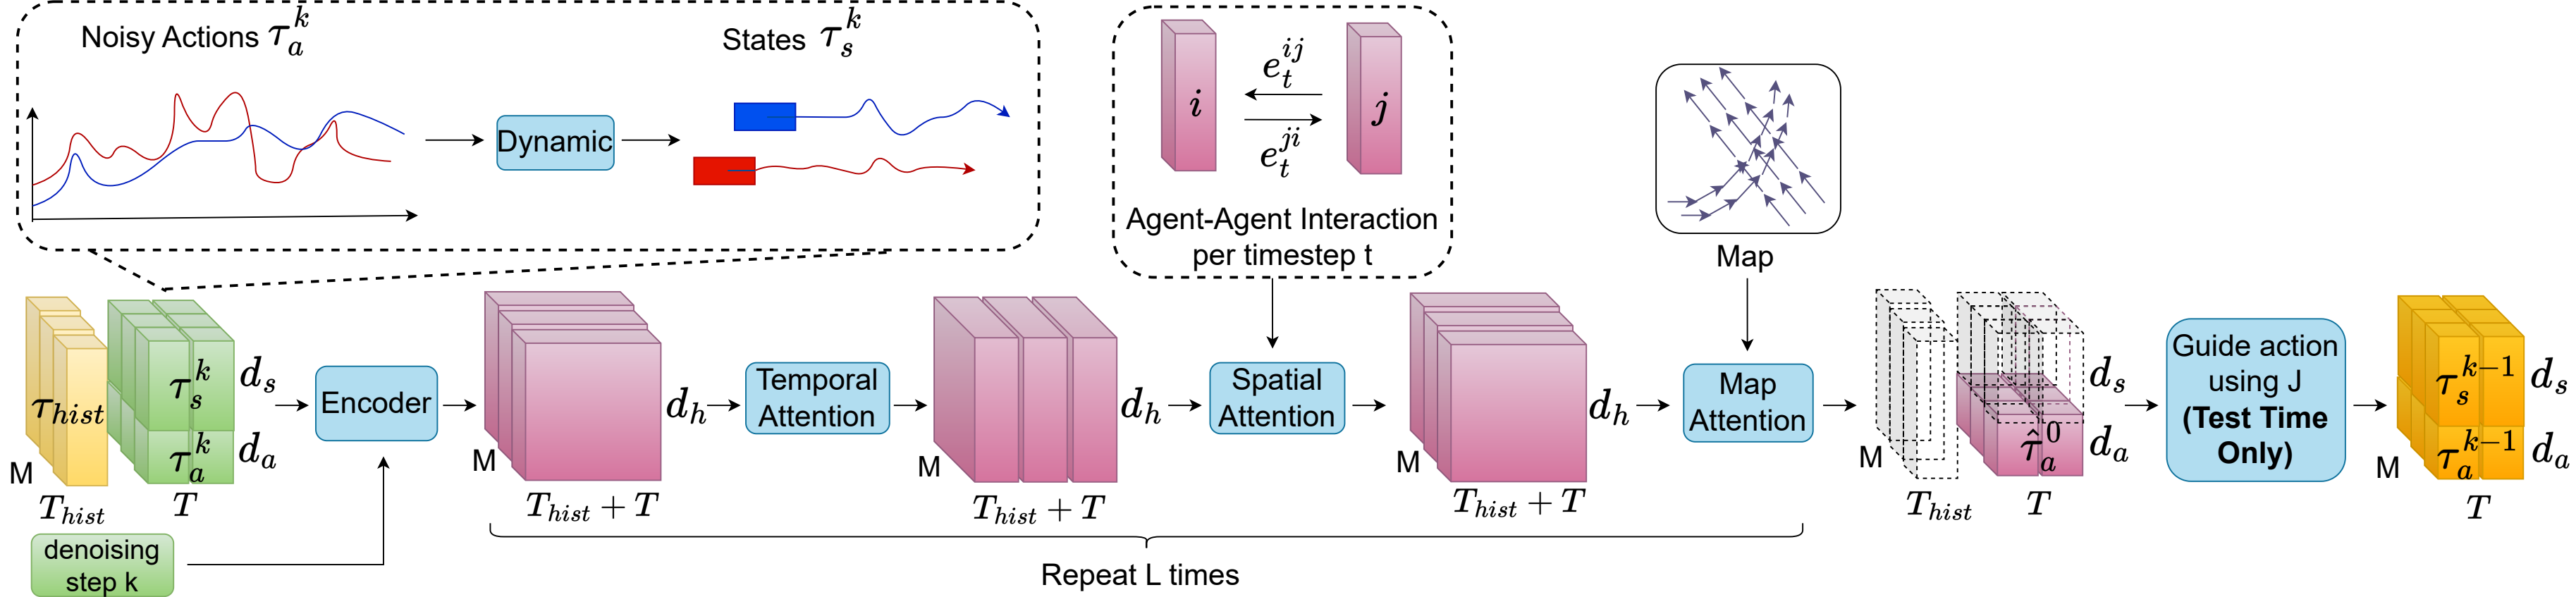 Noisy Actions τ_a^k
States τ_s^k
Dynamic
i
e_t^{ij}
e_t^{ji}
j
Agent-Agent Interaction
per timestep t
Map
τ_hist
τ_s^k
τ_a^k
d_s
d_a
M
T_hist
T
denoising
step k
Encoder
M
d_h
T_hist + T
Temporal
Attention
M
d_h
T_hist + T
Spatial
Attention
M
d_h
T_hist + T
Map
Attention
Repeat L times
M
T_hist
τ̂_a^0
d_s
d_a
T
Guide action
using J
(Test Time
Only)
M
τ_s^{k-1}
τ_a^{k-1}
d_s
d_a
T